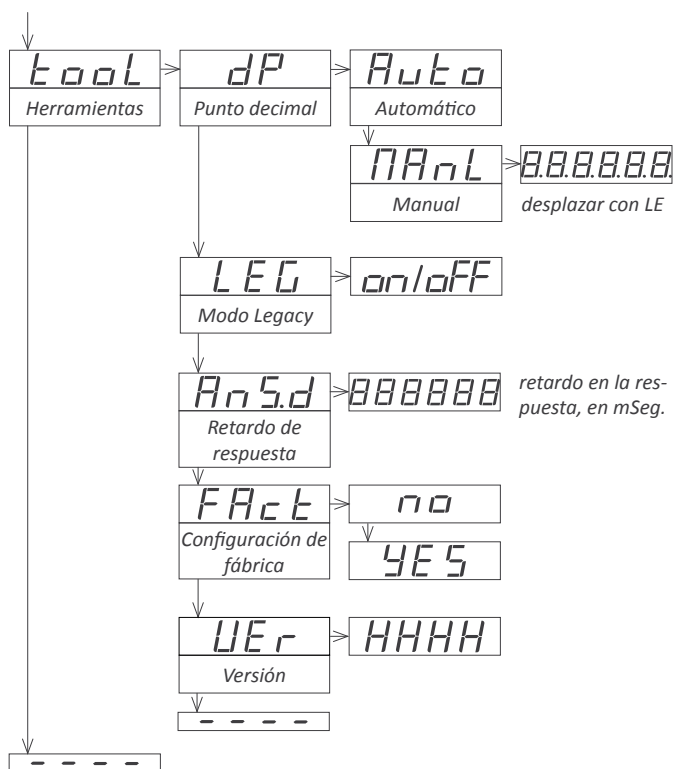 tooL
Herramientas
dP
Punto decimal
Auto
Automático
MAnL
Manual
8.8.8.8.8.8.
desplazar con LE
LEG
Modo Legacy
on/oFF
AnS.d
Retardo de
respuesta
888888
retardo en la res-
puesta, en mSeg.
FAct
Configuración de
fábrica
no
YES
VEr
Versión
HHHH
- - - -
- - - -